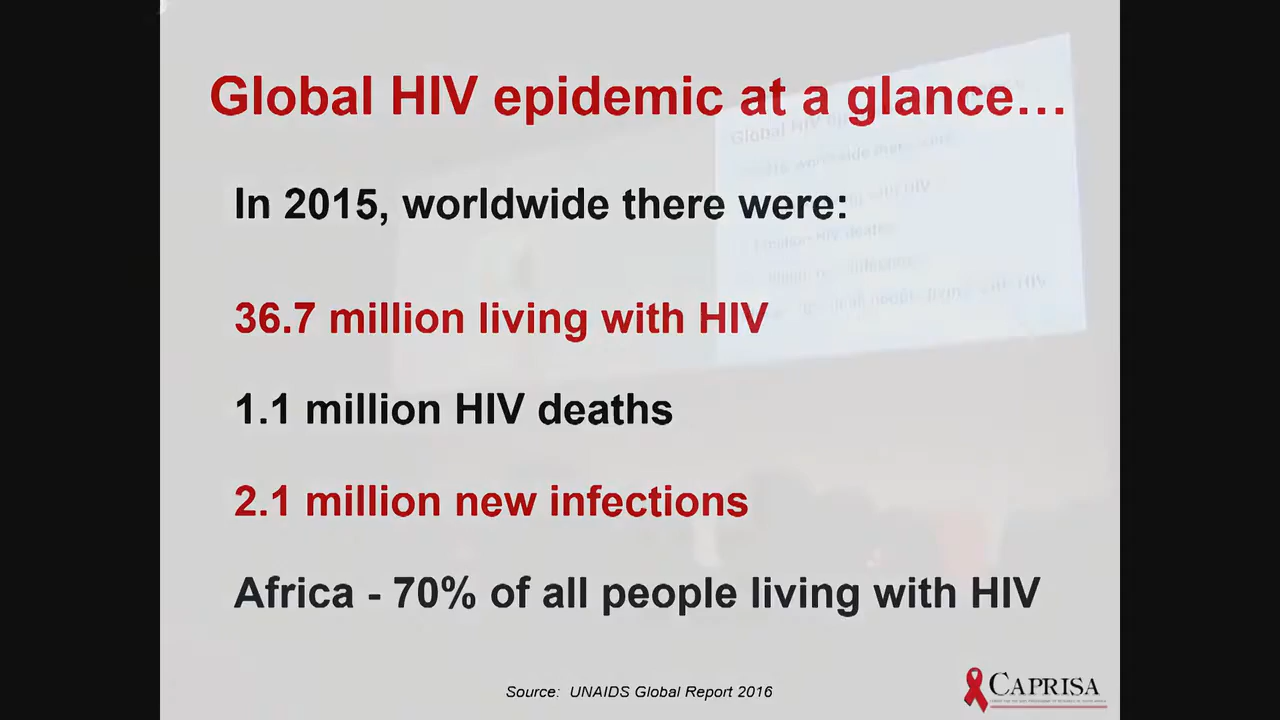 Global HIV epidemic at a glance…
In 2015, worldwide there were:
36.7 million living with HIV
1.1 million HIV deaths
2.1 million new infections
Africa - 70% of all people living with HIV
Source: UNAIDS Global Report 2016
CAPRISA